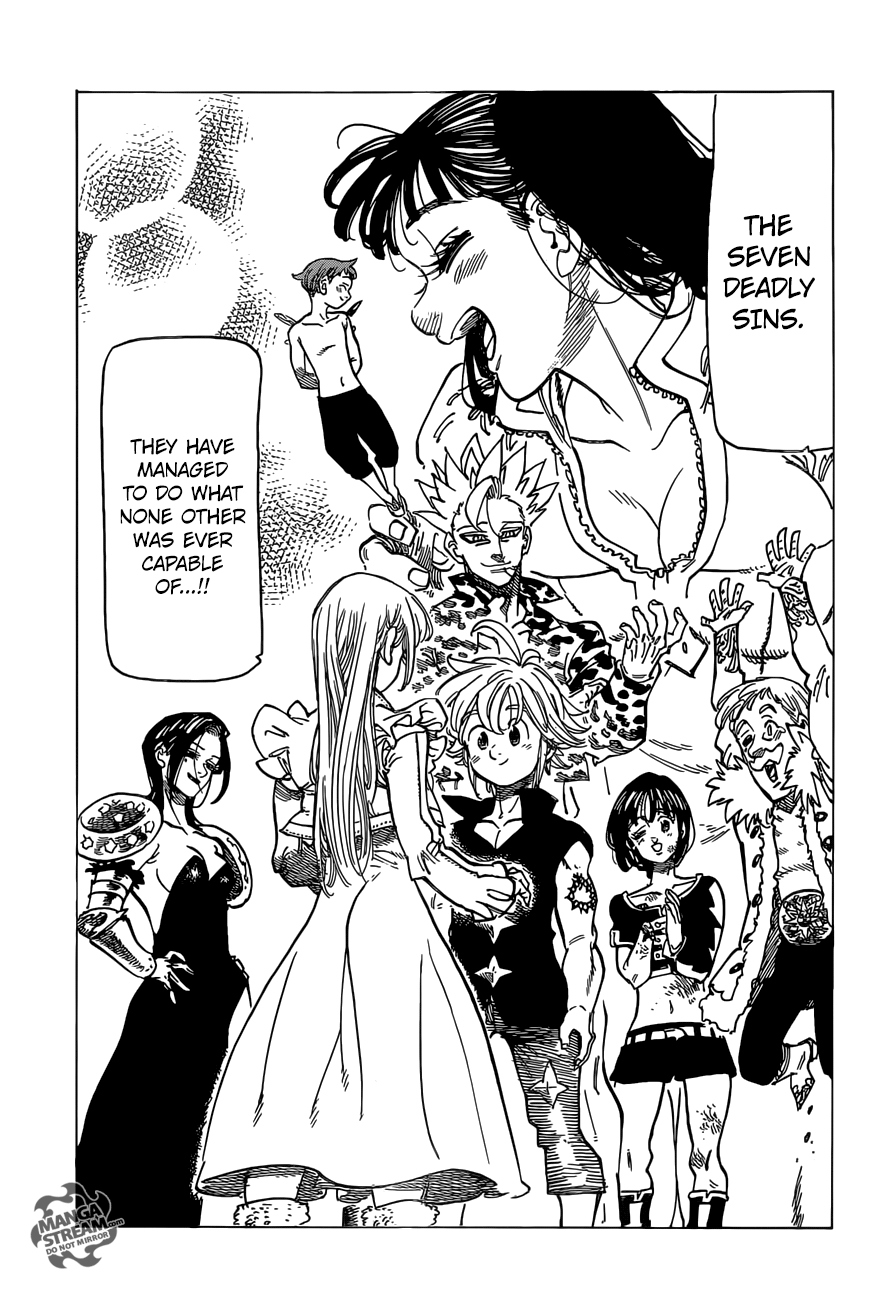 THE
SEVEN
DEADLY
SINS.
THEY HAVE
MANAGED
TO DO WHAT
NONE OTHER
WAS EVER
CAPABLE
OF...!!
MANGA
STREAM.com
DO NOT MIRROR